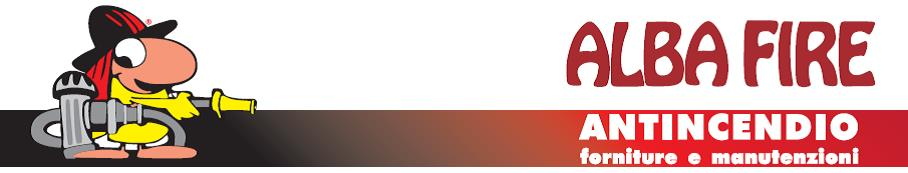 ALBA FIRE
ANTINCENDIO
forniture e manutenzioni